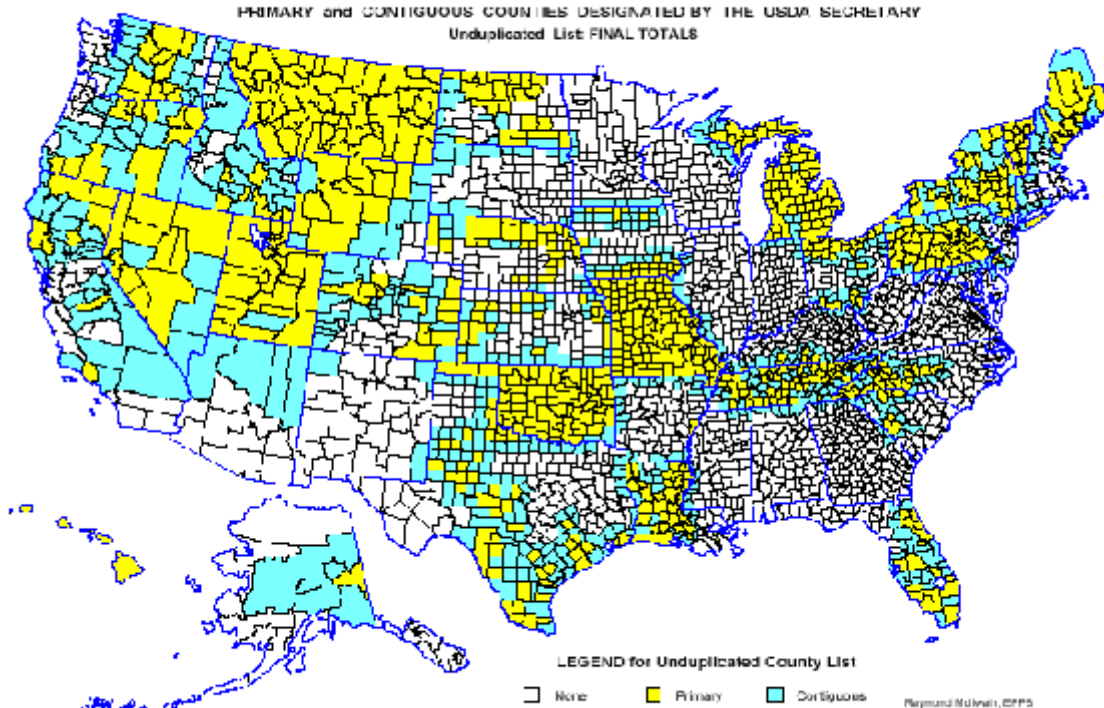 PRIMARY and CONTIGUOUS COUNTIES DESIGNATED BY THE USDA SECRETARY
Unduplicated List: FINAL TOTALS
LEGEND for Unduplicated County List
None Primary Contiguous
Raymond